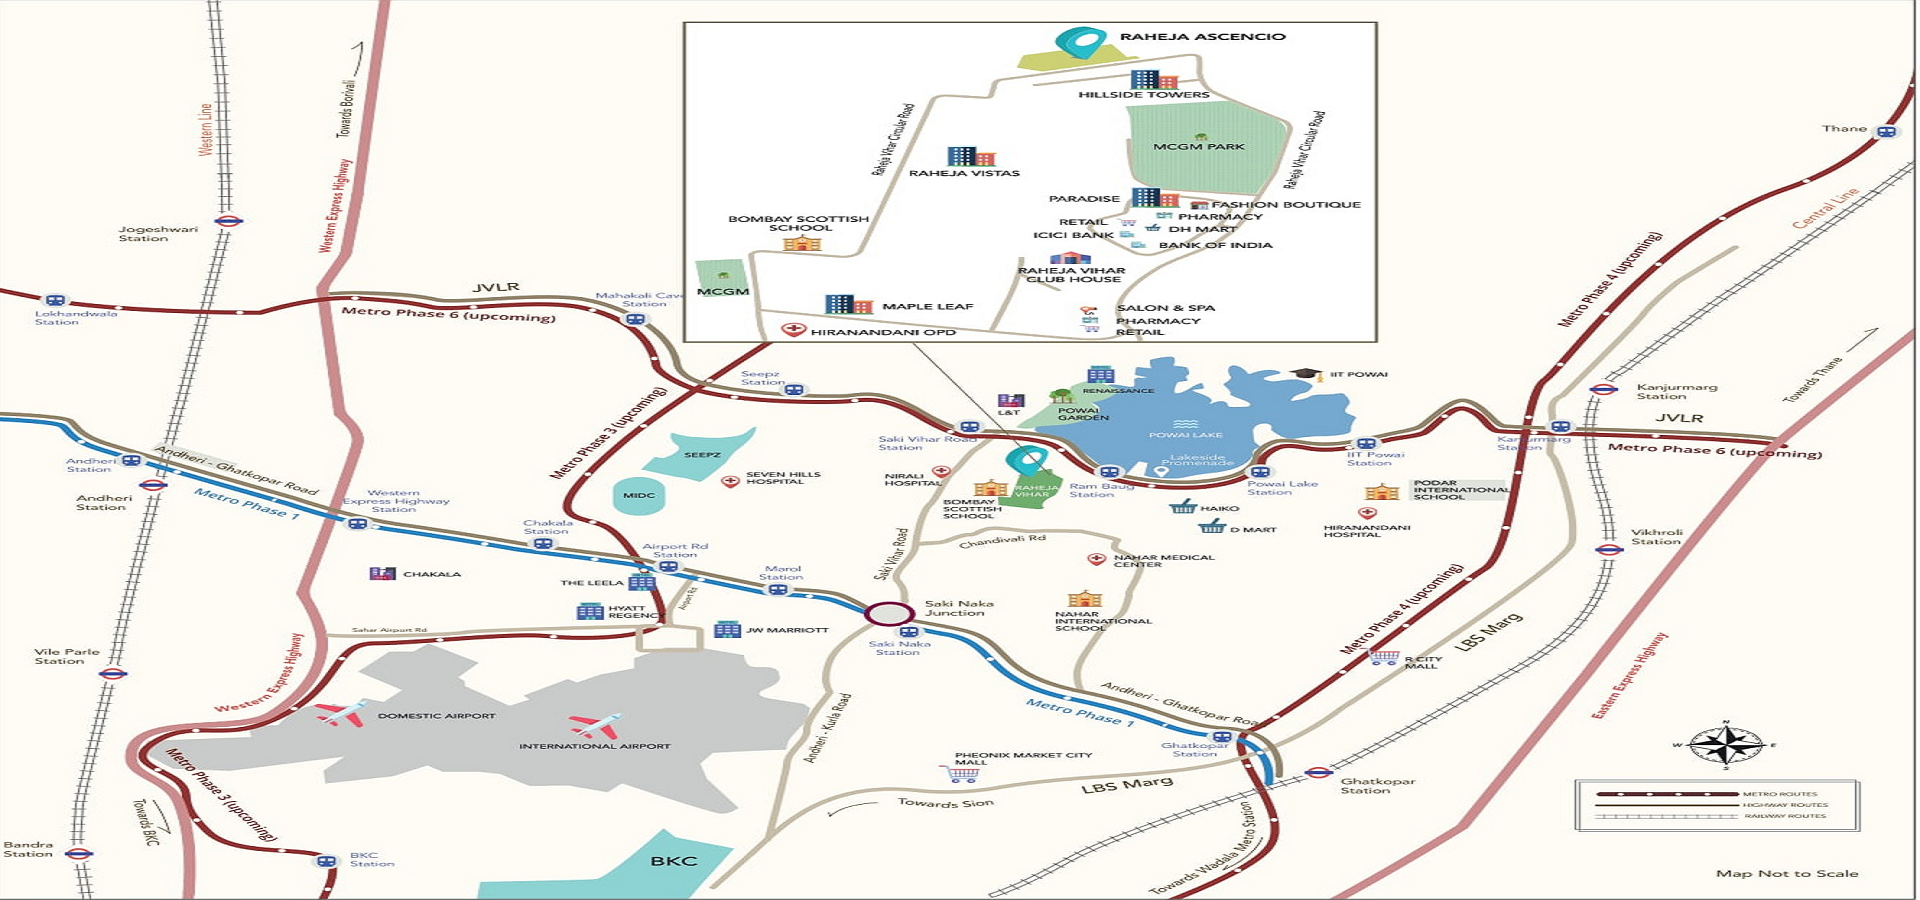 RAHEJA ASCENCIO
HILLSIDE TOWERS
MCGM PARK
Raheja Vihar Circular Road
Raheja Vihar Circular Road
RAHEJA VISTAS
PARADISE
FASHION BOUTIQUE
PHARMACY
RETAIL
DH MART
ICICI BANK
BANK OF INDIA
BOMBAY SCOTTISH
SCHOOL
RAHEJA VIHAR
CLUB HOUSE
MCGM
MAPLE LEAF
SALON & SPA
PHARMACY
RETAIL
HIRANANDANI OPD
Western Line
Towards Borivali
Western Express Highway
Jogeshwari
Station
Lokhandwala
Station
JVLR
Metro Phase 6 (upcoming)
Mahakali Cav
Station
Seepz
Station
Metro Phase 3 (upcoming)
Saki Vihar Road
Station
L&T
RENAISSANCE
POWAI
GARDEN
POWAI LAKE
Lakeside
Promenade
IIT POWAI
Thane
Central Line
Metro Phase 4 (upcoming)
Towards Thane
Kanjurmarg
Station
JVLR
Kanjurmarg
Station
Metro Phase 6 (upcoming)
IIT Powai
Station
Powai Lake
Station
Ram Baug
Station
RAHEJA
VIHAR
NIRALI
HOSPITAL
BOMBAY
SCOTTISH
SCHOOL
SEEPZ
MIDC
SEVEN HILLS
HOSPITAL
Andheri
Station
Andheri
Station
Andheri - Ghatkopar Road
Metro Phase 1
Western
Express Highway
Station
Chakala
Station
Airport Rd
Station
Marol
Station
CHAKALA
THE LEELA
HYATT
REGENCY
Airport Rd
JW MARRIOTT
Sahar Airport Rd
Saki Vihar Road
Chandivali Rd
HAIKO
D MART
PODAR
INTERNATIONAL
SCHOOL
HIRANANDANI
HOSPITAL
Vikhroli
Station
NAHAR MEDICAL
CENTER
NAHAR
INTERNATIONAL
SCHOOL
Saki Naka
Junction
Saki Naka
Station
Metro Phase 4 (upcoming)
R CITY
MALL
LBS Marg
Eastern Express Highway
Vile Parle
Station
Western Express Highway
DOMESTIC AIRPORT
INTERNATIONAL AIRPORT
Andheri - Kurla Road
Andheri - Ghatkopar Roa
Metro Phase 1
Ghatkopar
Station
PHEONIX MARKET CITY
MALL
LBS Marg
Towards Sion
Ghatkopar
Station
Metro Phase 3 (upcoming)
Towards BKC
Bandra
Station
BKC
Station
BKC
Towards Wadala Metro Station
N
W
E
S
METRO ROUTES
HIGHWAY ROUTES
RAILWAY ROUTES
Map Not to Scale